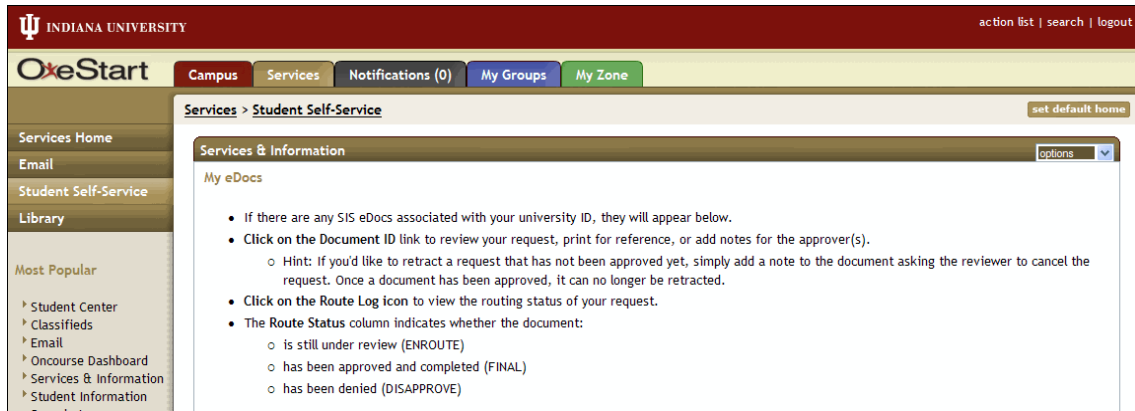 INDIANA UNIVERSITY
action list | search | logout
OneStart
Campus
Services
Notifications (0)
My Groups
My Zone
Services > Student Self-Service
set default home
Services Home
Email
Student Self-Service
Library
Most Popular
Student Center
Classifieds
Email
Oncourse Dashboard
Services & Information
Student Information
Services & Information
options
My eDocs
If there are any SIS eDocs associated with your university ID, they will appear below.
Click on the Document ID link to review your request, print for reference, or add notes for the approver(s).
Hint: If you'd like to retract a request that has not been approved yet, simply add a note to the document asking the reviewer to cancel the
request. Once a document has been approved, it can no longer be retracted.
Click on the Route Log icon to view the routing status of your request.
The Route Status column indicates whether the document:
is still under review (ENROUTE)
has been approved and completed (FINAL)
has been denied (DISAPPROVE)